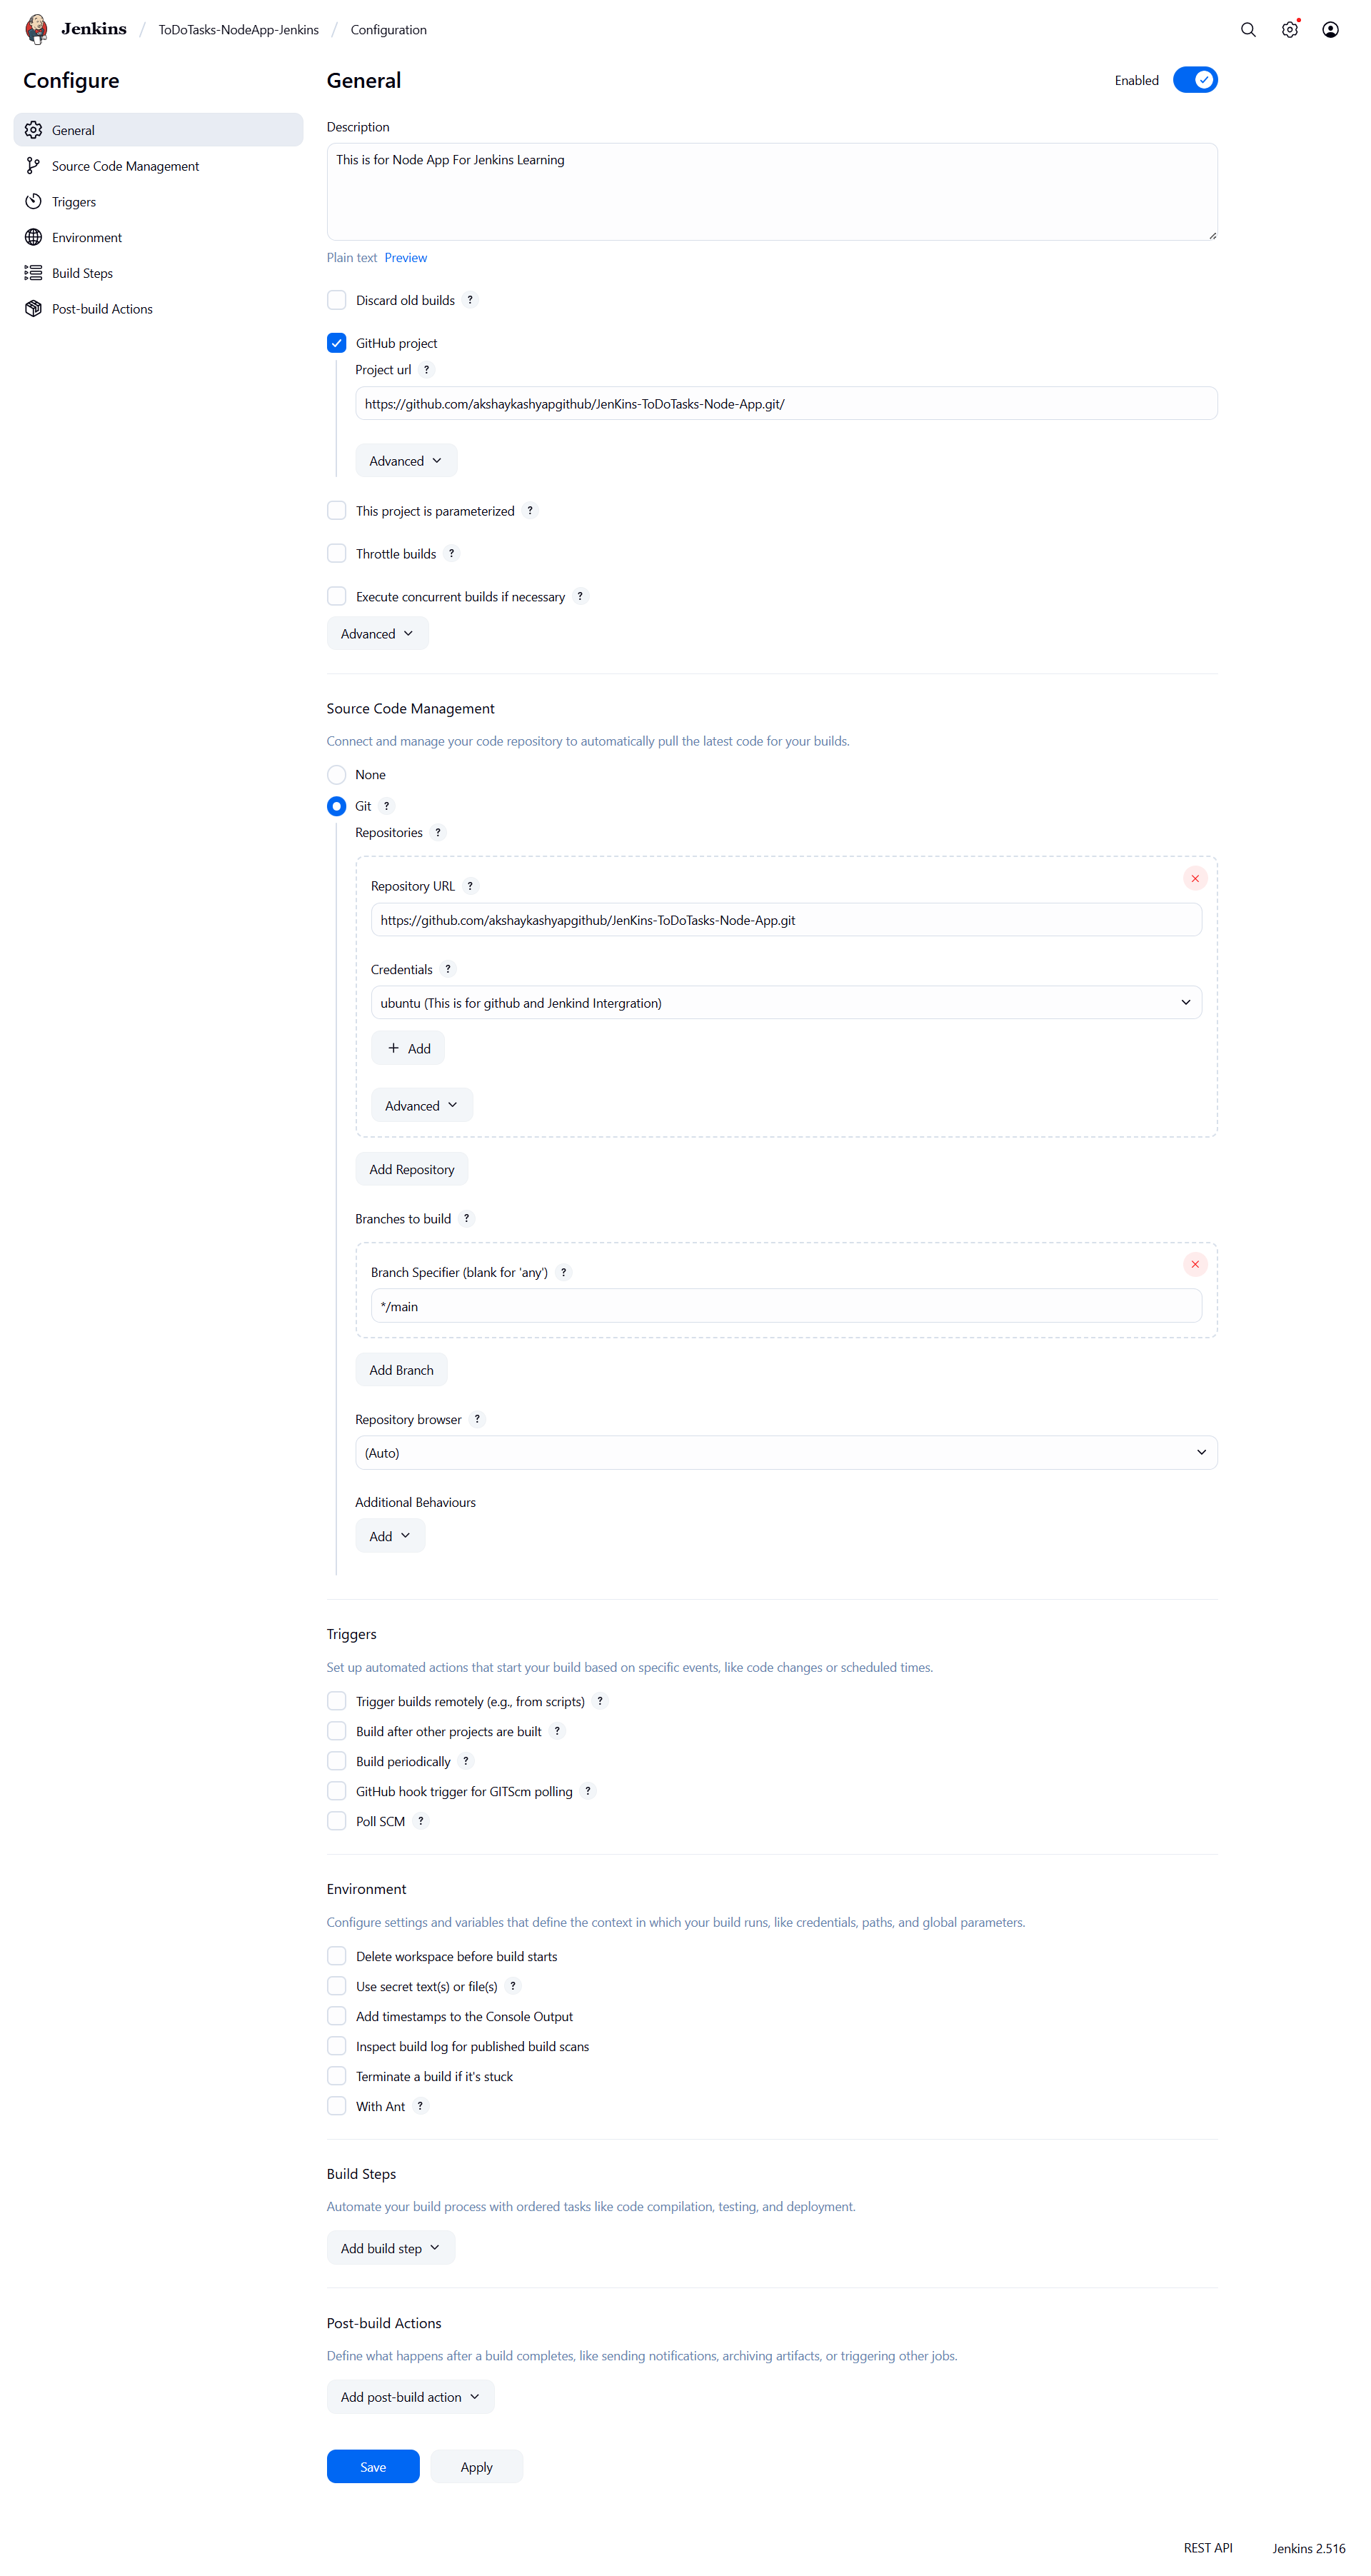 Jenkins / ToDoTasks-NodeApp-Jenkins / Configuration
Configure
General
Source Code Management
Triggers
Environment
Build Steps
Post-build Actions
General
Enabled
Description
This is for Node App For Jenkins Learning
Plain text Preview
Discard old builds ?
GitHub project
Project url ?
https://github.com/akshaykashyapgithub/JenKins-ToDoTasks-Node-App.git/
Advanced
This project is parameterized ?
Throttle builds ?
Execute concurrent builds if necessary ?
Advanced
Source Code Management
Connect and manage your code repository to automatically pull the latest code for your builds.
None
Git ?
Repositories ?
Repository URL ?
https://github.com/akshaykashyapgithub/JenKins-ToDoTasks-Node-App.git
Credentials ?
ubuntu (This is for github and Jenkind Intergration)
+ Add
Advanced
Add Repository
Branches to build ?
Branch Specifier (blank for 'any') ?
*/main
Add Branch
Repository browser ?
(Auto)
Additional Behaviours
Add
Triggers
Set up automated actions that start your build based on specific events, like code changes or scheduled times.
Trigger builds remotely (e.g., from scripts) ?
Build after other projects are built ?
Build periodically ?
GitHub hook trigger for GITScm polling ?
Poll SCM ?
Environment
Configure settings and variables that define the context in which your build runs, like credentials, paths, and global parameters.
Delete workspace before build starts
Use secret text(s) or file(s) ?
Add timestamps to the Console Output
Inspect build log for published build scans
Terminate a build if it's stuck
With Ant ?
Build Steps
Automate your build process with ordered tasks like code compilation, testing, and deployment.
Add build step
Post-build Actions
Define what happens after a build completes, like sending notifications, archiving artifacts, or triggering other jobs.
Add post-build action
Save
Apply
REST API
Jenkins 2.516